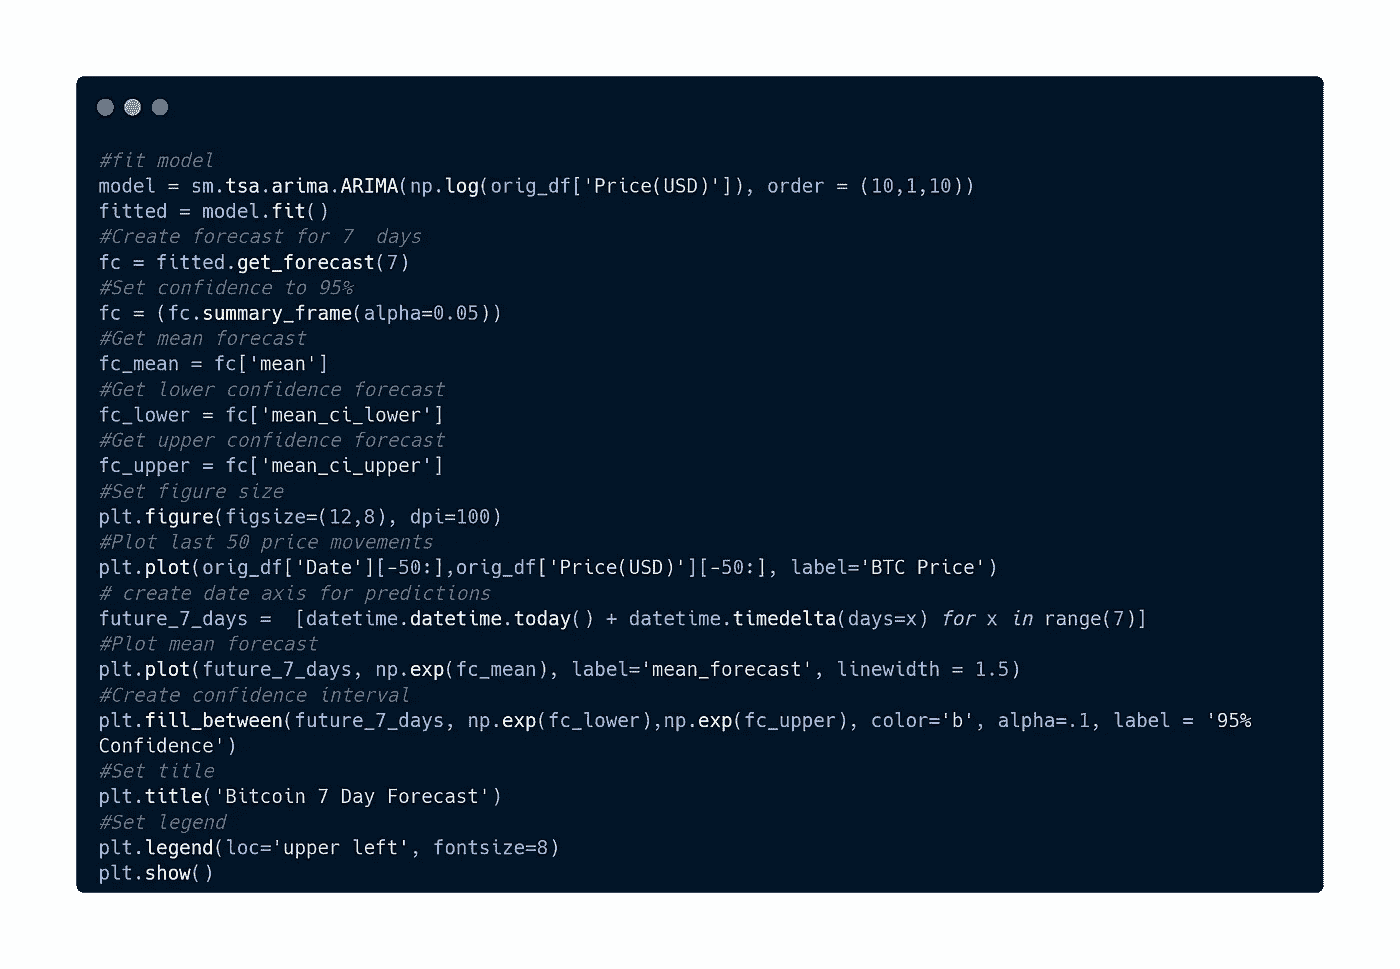 #fit model
model = sm.tsa.arima.ARIMA(np.log(orig_df['Price(USD)']), order = (10,1,10))
fitted = model.fit()
#Create forecast for 7  days
fc = fitted.get_forecast(7)
#Set confidence to 95%
fc = (fc.summary_frame(alpha=0.05))
#Get mean forecast
fc_mean = fc['mean']
#Get lower confidence forecast
fc_lower = fc['mean_ci_lower']
#Get upper confidence forecast
fc_upper = fc['mean_ci_upper']
#Set figure size
plt.figure(figsize=(12,8), dpi=100)
#Plot last 50 price movements
plt.plot(orig_df['Date'][-50:],orig_df['Price(USD)'][-50:], label='BTC Price')
# create date axis for predictions
future_7_days =  [datetime.datetime.today() + datetime.timedelta(days=x) for x in range(7)]
#Plot mean forecast
plt.plot(future_7_days, np.exp(fc_mean), label='mean_forecast', linewidth = 1.5)
#Create confidence interval
plt.fill_between(future_7_days, np.exp(fc_lower),np.exp(fc_upper), color='b', alpha=.1, label = '95%
Confidence')
#Set title
plt.title('Bitcoin 7 Day Forecast')
#Set legend
plt.legend(loc='upper left', fontsize=8)
plt.show()